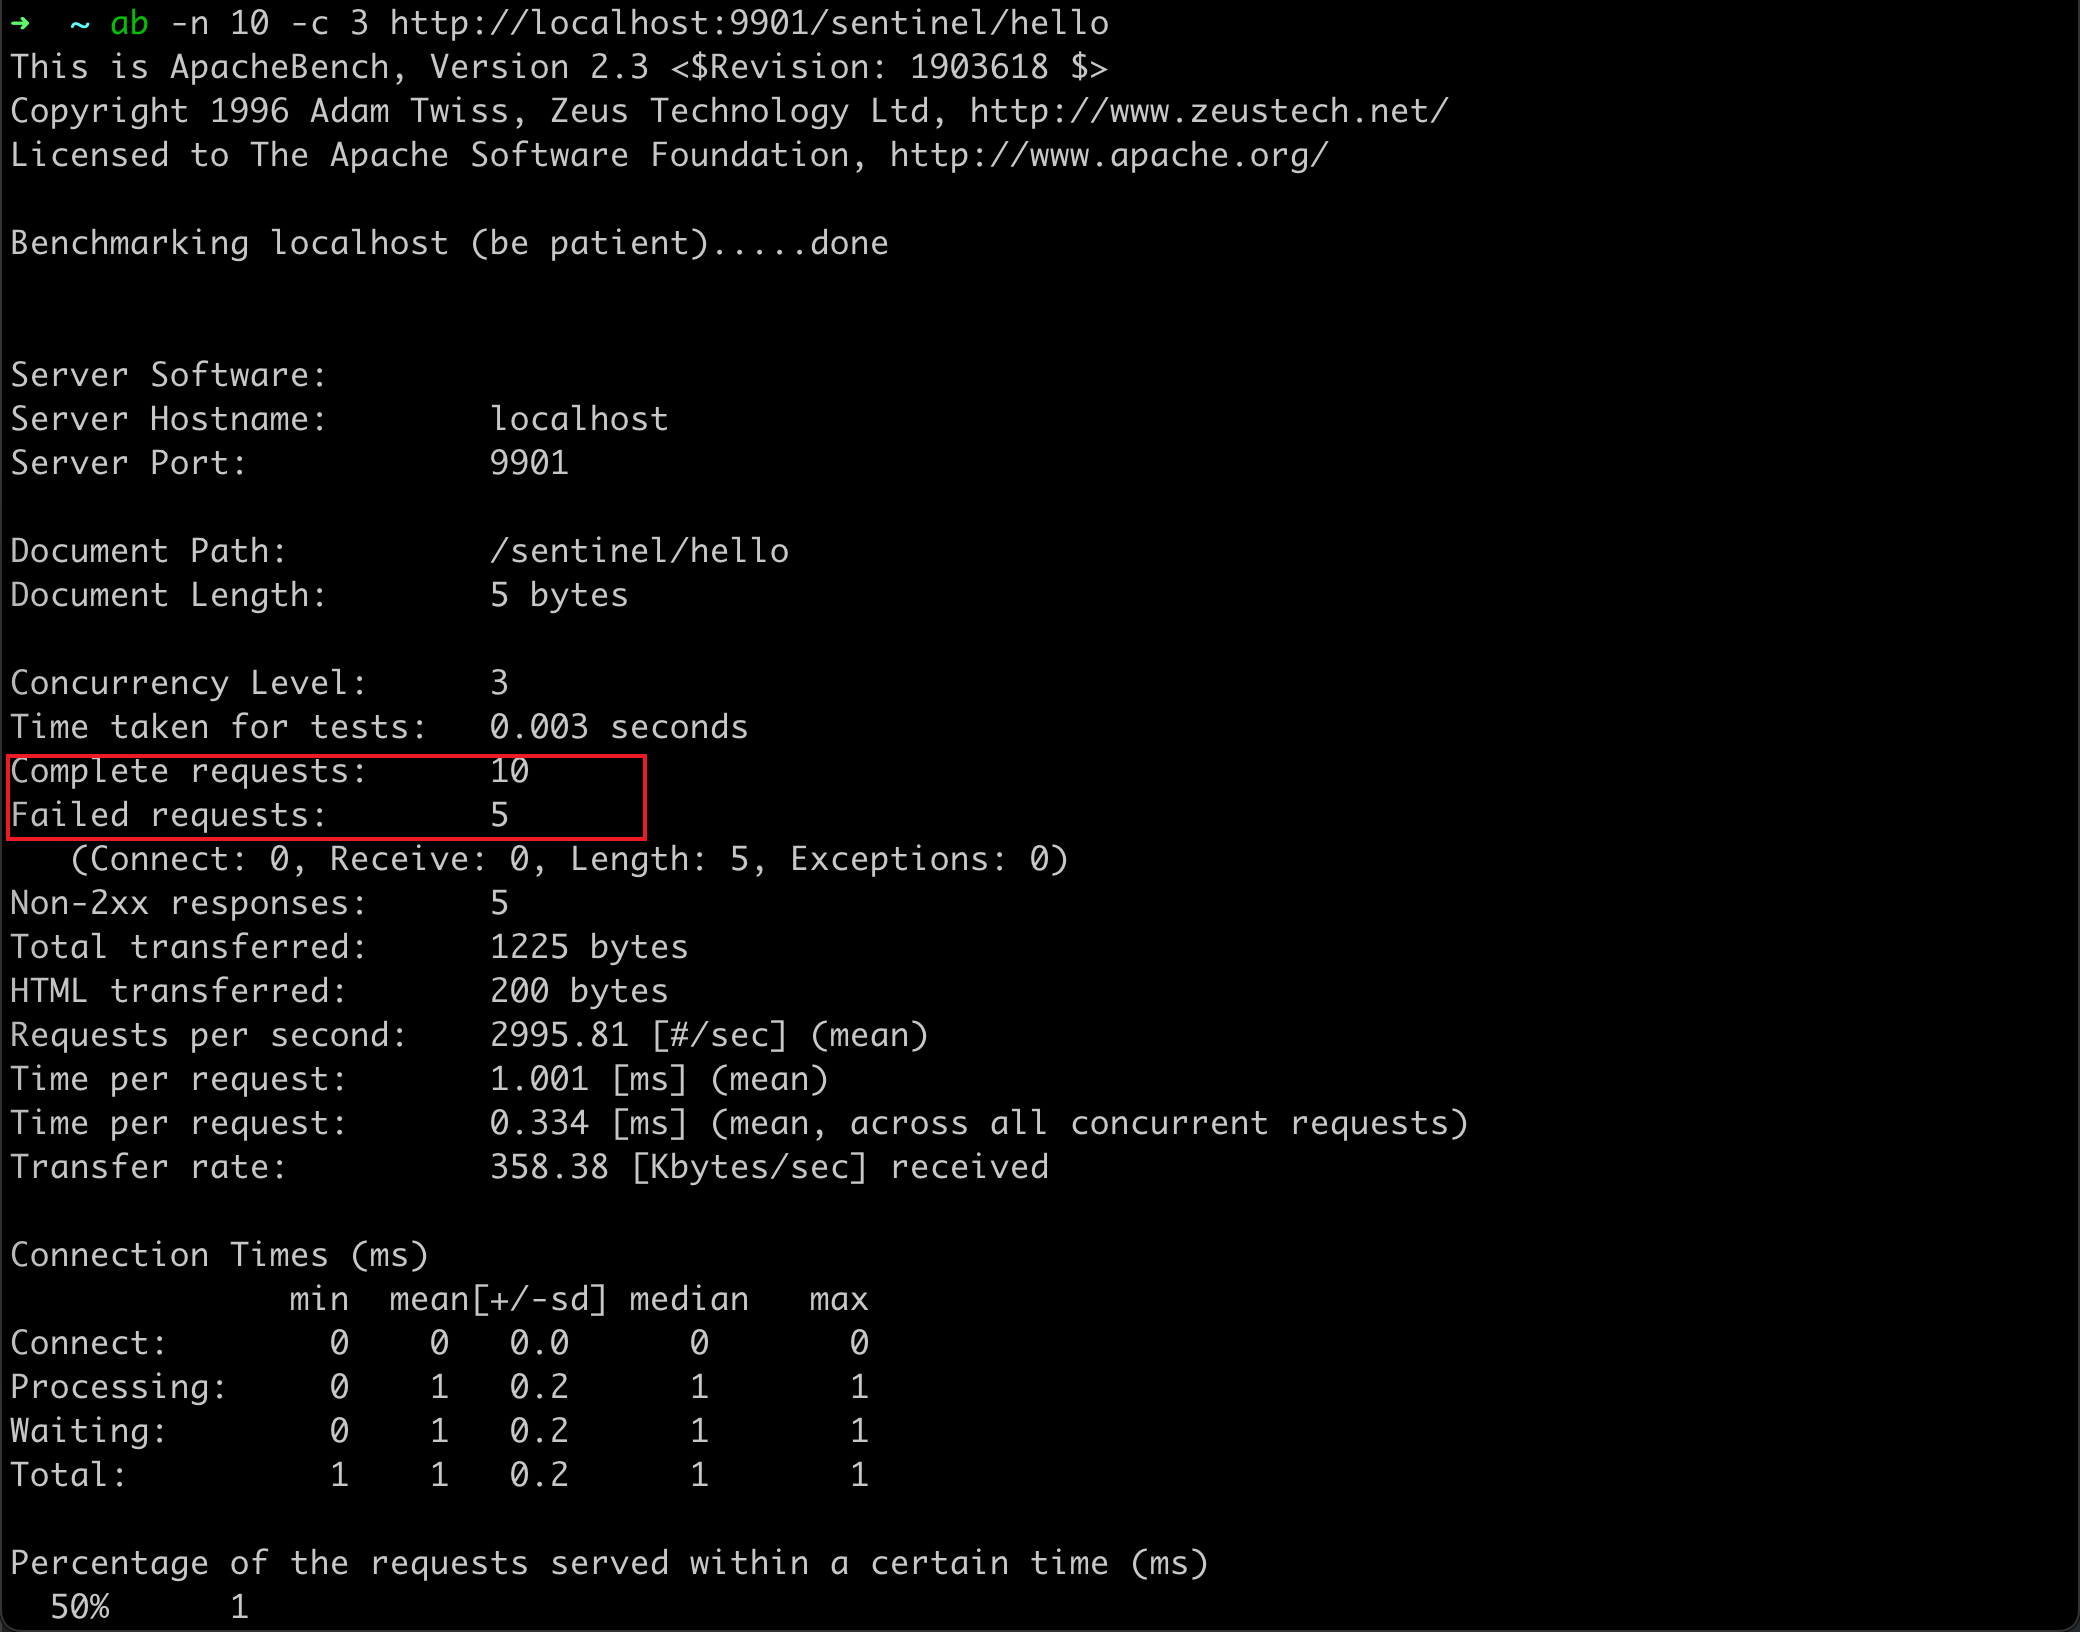 ➜  ~ ab -n 10 -c 3 http://localhost:9901/sentinel/hello
This is ApacheBench, Version 2.3 <$Revision: 1903618 $>
Copyright 1996 Adam Twiss, Zeus Technology Ltd, http://www.zeustech.net/
Licensed to The Apache Software Foundation, http://www.apache.org/

Benchmarking localhost (be patient).....done


Server Software:
Server Hostname:        localhost
Server Port:            9901

Document Path:          /sentinel/hello
Document Length:        5 bytes

Concurrency Level:      3
Time taken for tests:   0.003 seconds
Complete requests:      10
Failed requests:        5
   (Connect: 0, Receive: 0, Length: 5, Exceptions: 0)
Non-2xx responses:      5
Total transferred:      1225 bytes
HTML transferred:       200 bytes
Requests per second:    2995.81 [#/sec] (mean)
Time per request:       1.001 [ms] (mean)
Time per request:       0.334 [ms] (mean, across all concurrent requests)
Transfer rate:          358.38 [Kbytes/sec] received

Connection Times (ms)
              min  mean[+/-sd] median   max
Connect:        0    0   0.0      0       0
Processing:     0    1   0.2      1       1
Waiting:        0    1   0.2      1       1
Total:          1    1   0.2      1       1

Percentage of the requests served within a certain time (ms)
  50%      1